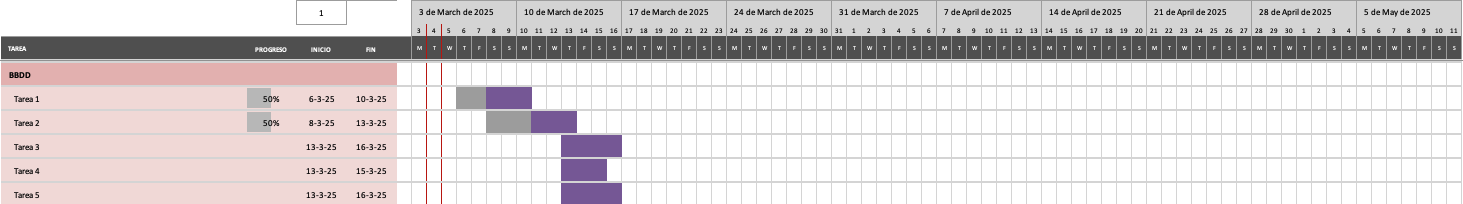 1
3 de March de 2025 10 de March de 2025 17 de March de 2025 24 de March de 2025 31 de March de 2025 7 de April de 2025 14 de April de 2025 21 de April de 2025 28 de April de 2025 5 de May de 2025
3 4 5 6 7 8 9 10 11 12 13 14 15 16 17 18 19 20 21 22 23 24 25 26 27 28 29 30 31 1 2 3 4 5 6 7 8 9 10 11 12 13 14 15 16 17 18 19 20 21 22 23 24 25 26 27 28 29 30 1 2 3 4 5 6 7 8 9 10 11
TAREA PROGRESO INICIO FIN M T W T F S S M T W T F S S M T W T F S S M T W T F S S M T W T F S S M T W T F S S M T W T F S S M T W T F S S M T W T F S S M T W T F S S
BBDD
Tarea 1 50% 6-3-25 10-3-25
Tarea 2 50% 8-3-25 13-3-25
Tarea 3 13-3-25 16-3-25
Tarea 4 13-3-25 15-3-25
Tarea 5 13-3-25 16-3-25